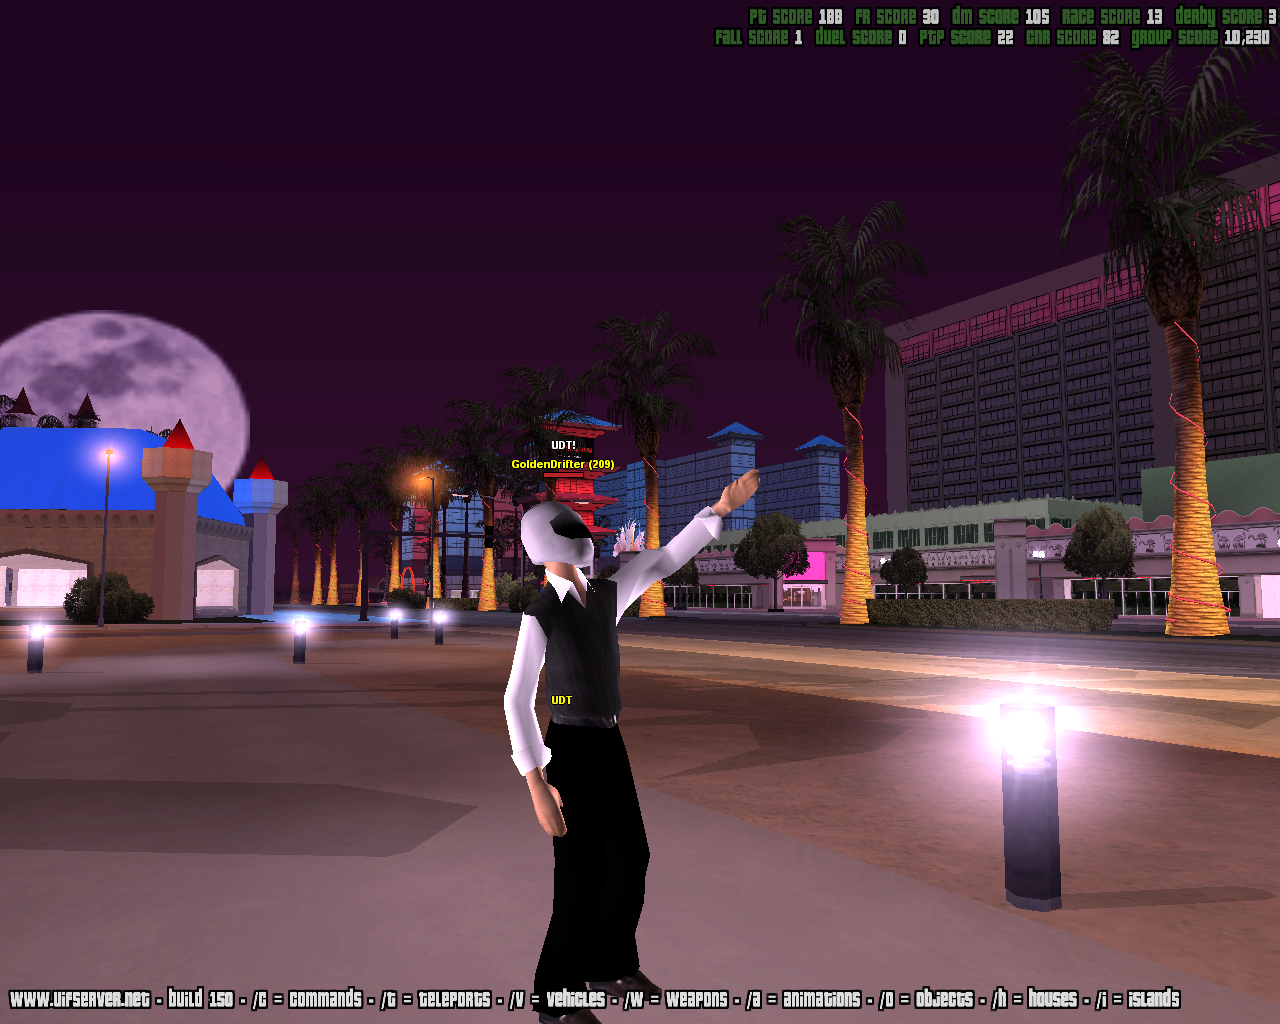 PT SCORE 188 FR SCORE 30 DM SCORE 105 RACE SCORE 13 DERBY SCORE 3
FALL SCORE 1 DUEL SCORE 0 PTP SCORE 22 CNR SCORE 82 GROUP SCORE 10,230
UDT!
GoldenDrifter (209)
UDT
www.uifserver.net - build 150 - /c = commands - /t = teleports - /v = vehicles - /w = weapons - /a = animations - /o = objects - /h = houses - /i = islands